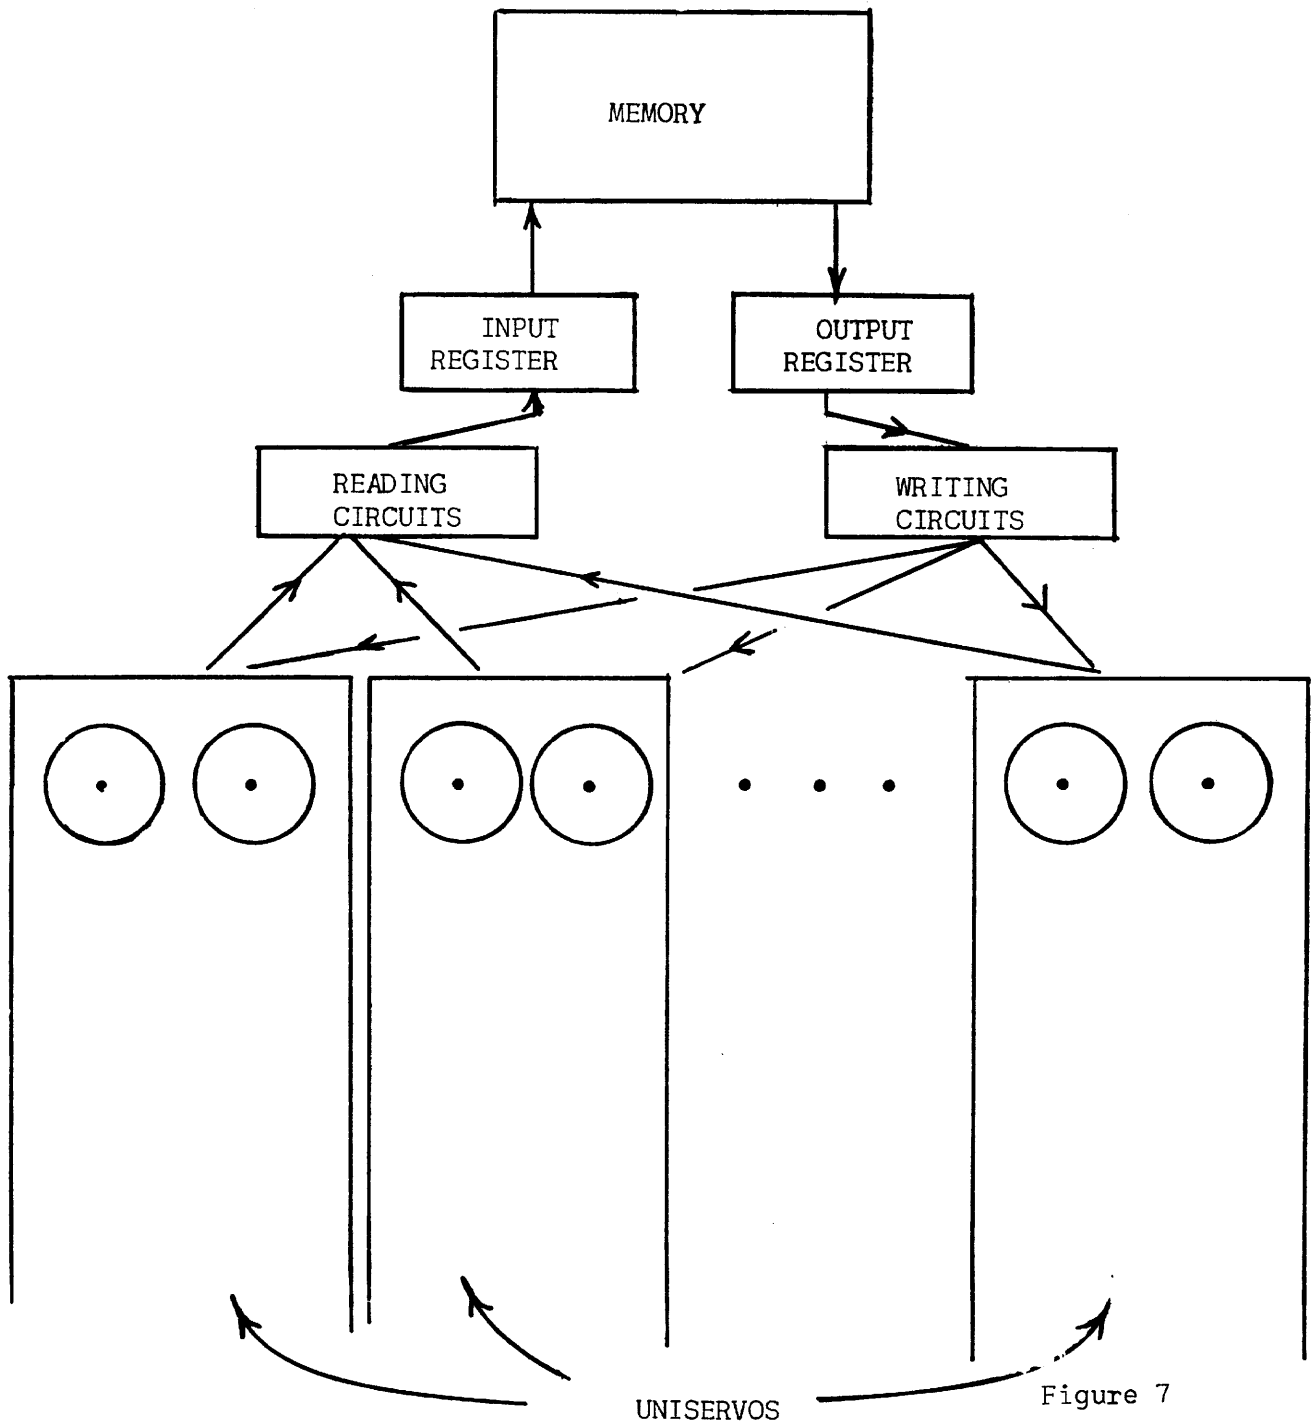 MEMORY
INPUT
REGISTER
OUTPUT
REGISTER
READING
CIRCUITS
WRITING
CIRCUITS
UNISERVOS
Figure 7